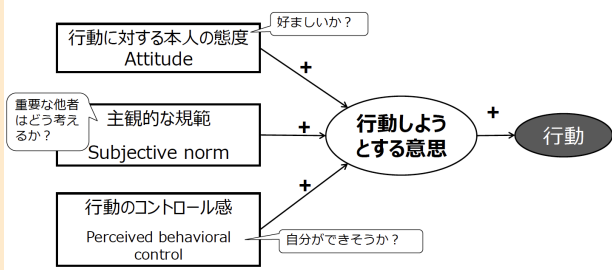 好ましいか？
行動に対する本人の態度
Attitude
+
重要な他者
はどう考え
るか？
主観的な規範
Subjective norm
+
行動しよう
とする意思
+
行動
+
行動のコントロール感
Perceived behavioral
control
自分ができそうか？